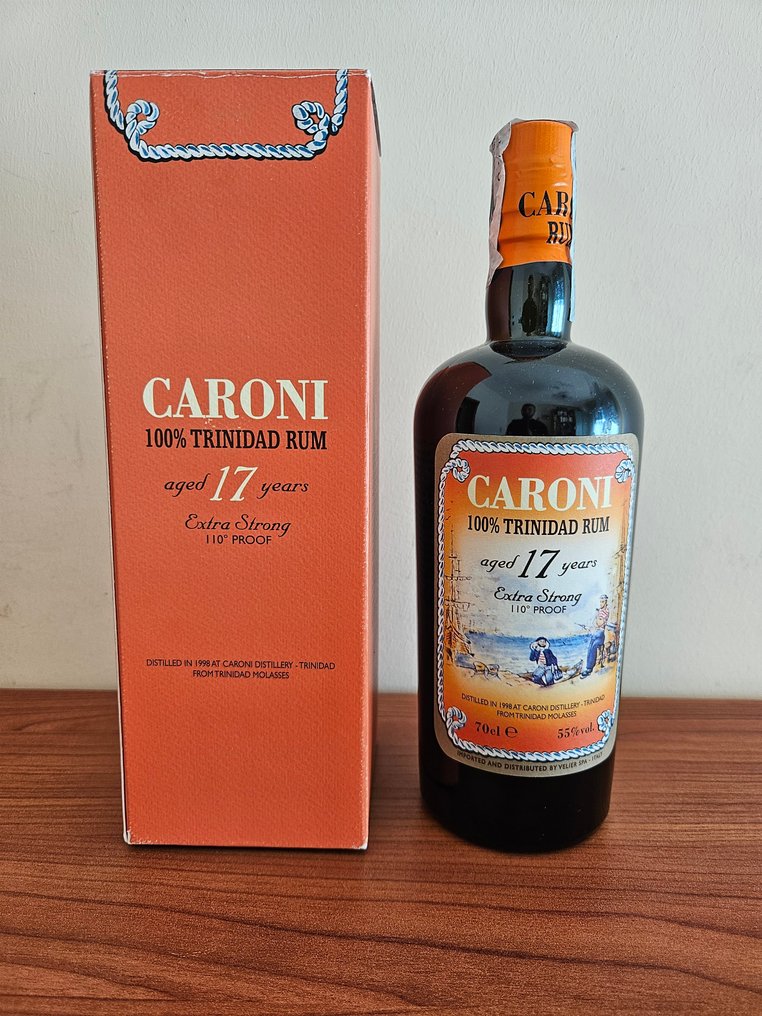 CARONI
100% TRINIDAD RUM
aged 17 years
Extra Strong
110° PROOF
DISTILLED IN 1998 AT CARONI DISTILLERY - TRINIDAD
FROM TRINIDAD MOLASSES
CARONI
100% TRINIDAD RUM
aged 17 years
Extra Strong
110° PROOF
DISTILLED IN 1998 AT CARONI DISTILLERY - TRINIDAD
FROM TRINIDAD MOLASSES
70cl ℮ 55%vol.
IMPORTED AND DISTRIBUTED BY VELIER SPA - ITALY